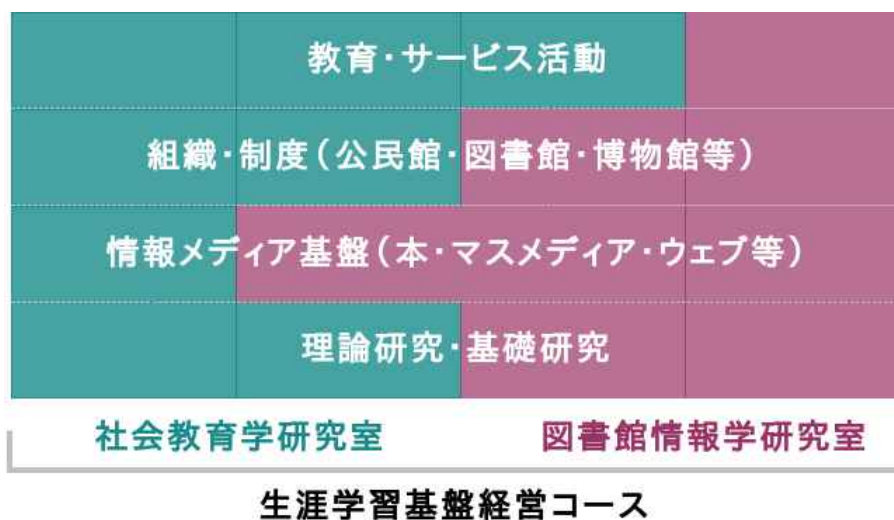 教育・サービス活動
組織・制度（公民館・図書館・博物館等）
情報メディア基盤（本・マスメディア・ウェブ等）
理論研究・基礎研究
社会教育学研究室 図書館情報学研究室
生涯学習基盤経営コース